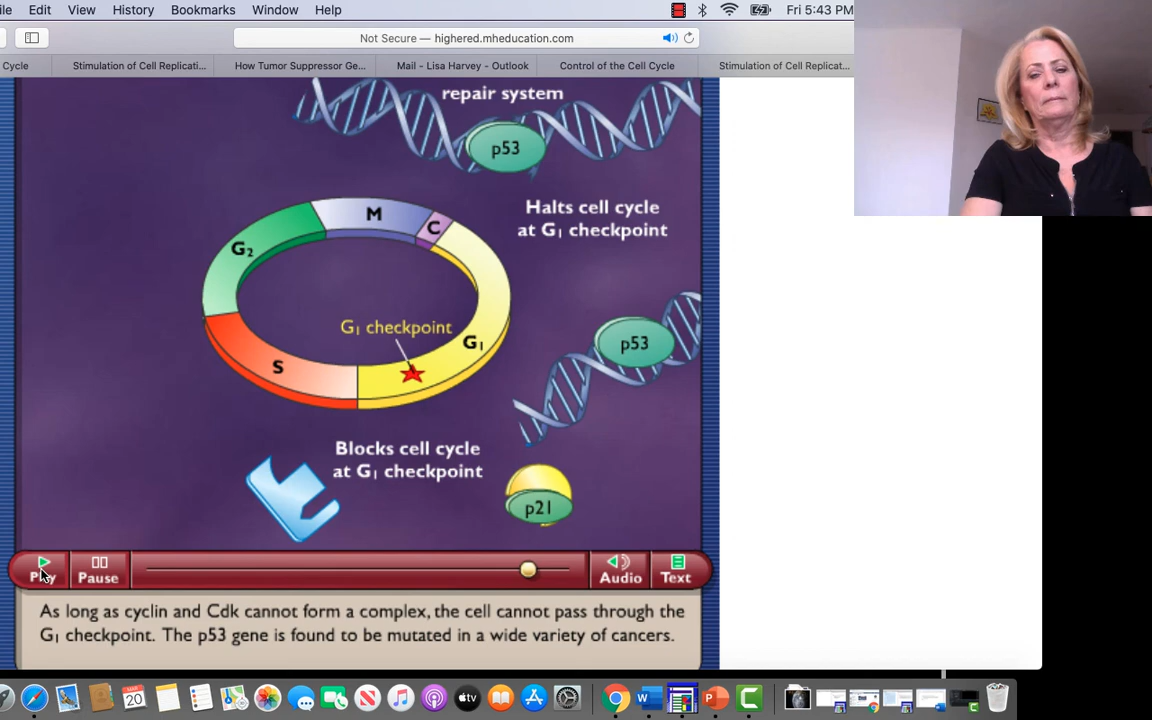 ile Edit View History Bookmarks Window Help Fri 5:43 PM
Not Secure — highered.mheducation.com
Cycle Stimulation of Cell Replicati... How Tumor Suppressor Ge... Mail - Lisa Harvey - Outlook Control of the Cell Cycle Stimulation of Cell Replicat...
repair system
p53
Halts cell cycle
at G₁ checkpoint
M
C
G₂
G₁ checkpoint
G₁
S
p53
Blocks cell cycle
at G₁ checkpoint
p21
Play Pause Audio Text
As long as cyclin and Cdk cannot form a complex, the cell cannot pass through the
G₁ checkpoint. The p53 gene is found to be mutated in a wide variety of cancers.
MAR
20
tv
W
P
C